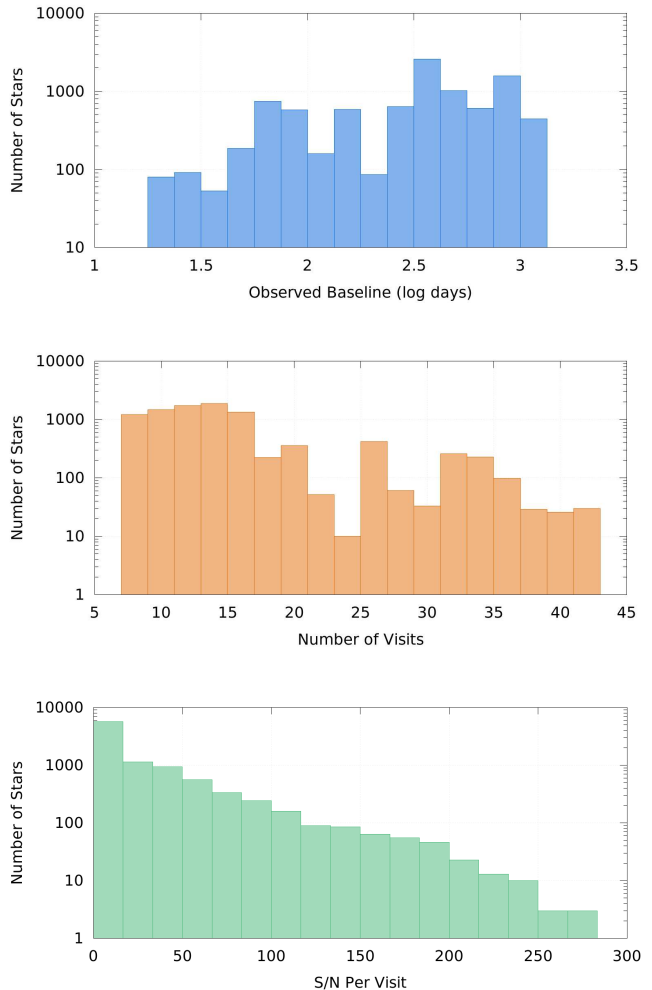 10000
1000
100
10
Number of Stars
1 1.5 2 2.5 3 3.5
Observed Baseline (log days)
10000
1000
100
10
1
Number of Stars
5 10 15 20 25 30 35 40 45
Number of Visits
10000
1000
100
10
1
Number of Stars
0 50 100 150 200 250 300
S/N Per Visit